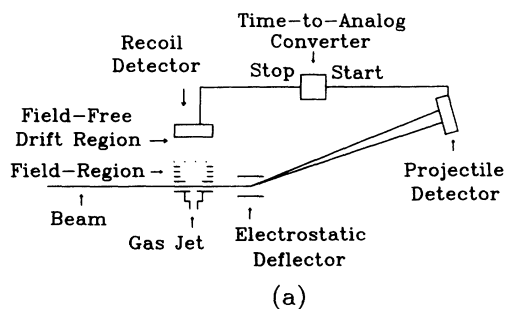 Time-to-Analog
Converter
Recoil
Detector
Stop
Start
Field-Free
Drift Region
Field-Region
Projectile
Detector
Beam
Gas Jet
Electrostatic
Deflector
(a)